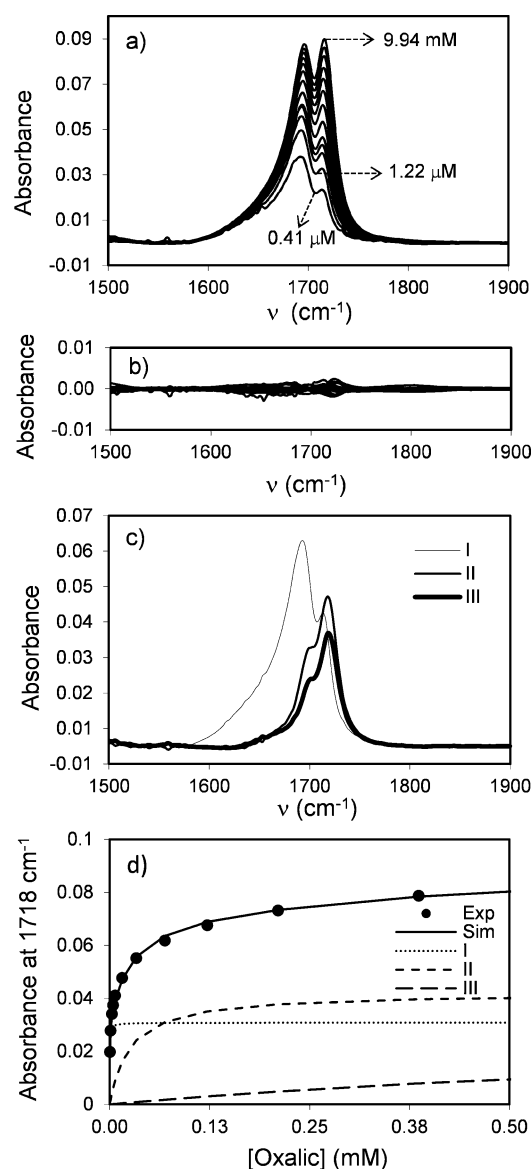 a)
0.09
0.07
0.05
0.03
0.01
-0.01
Absorbance
9.94 mM
1.22 μM
0.41 μM
1500 1600 1700 1800 1900
ν (cm-1)
b)
0.01
0.00
-0.01
Absorbance
1500 1600 1700 1800 1900
ν (cm-1)
c)
0.07
0.06
0.05
0.04
0.03
0.02
0.01
-0.01
Absorbance
I
II
III
1500 1600 1700 1800 1900
ν (cm-1)
d)
0.1
0.08
0.06
0.04
0.02
0
Absorbance at 1718 cm-1
Exp
Sim
I
II
III
0.00 0.13 0.25 0.38 0.50
[Oxalic] (mM)